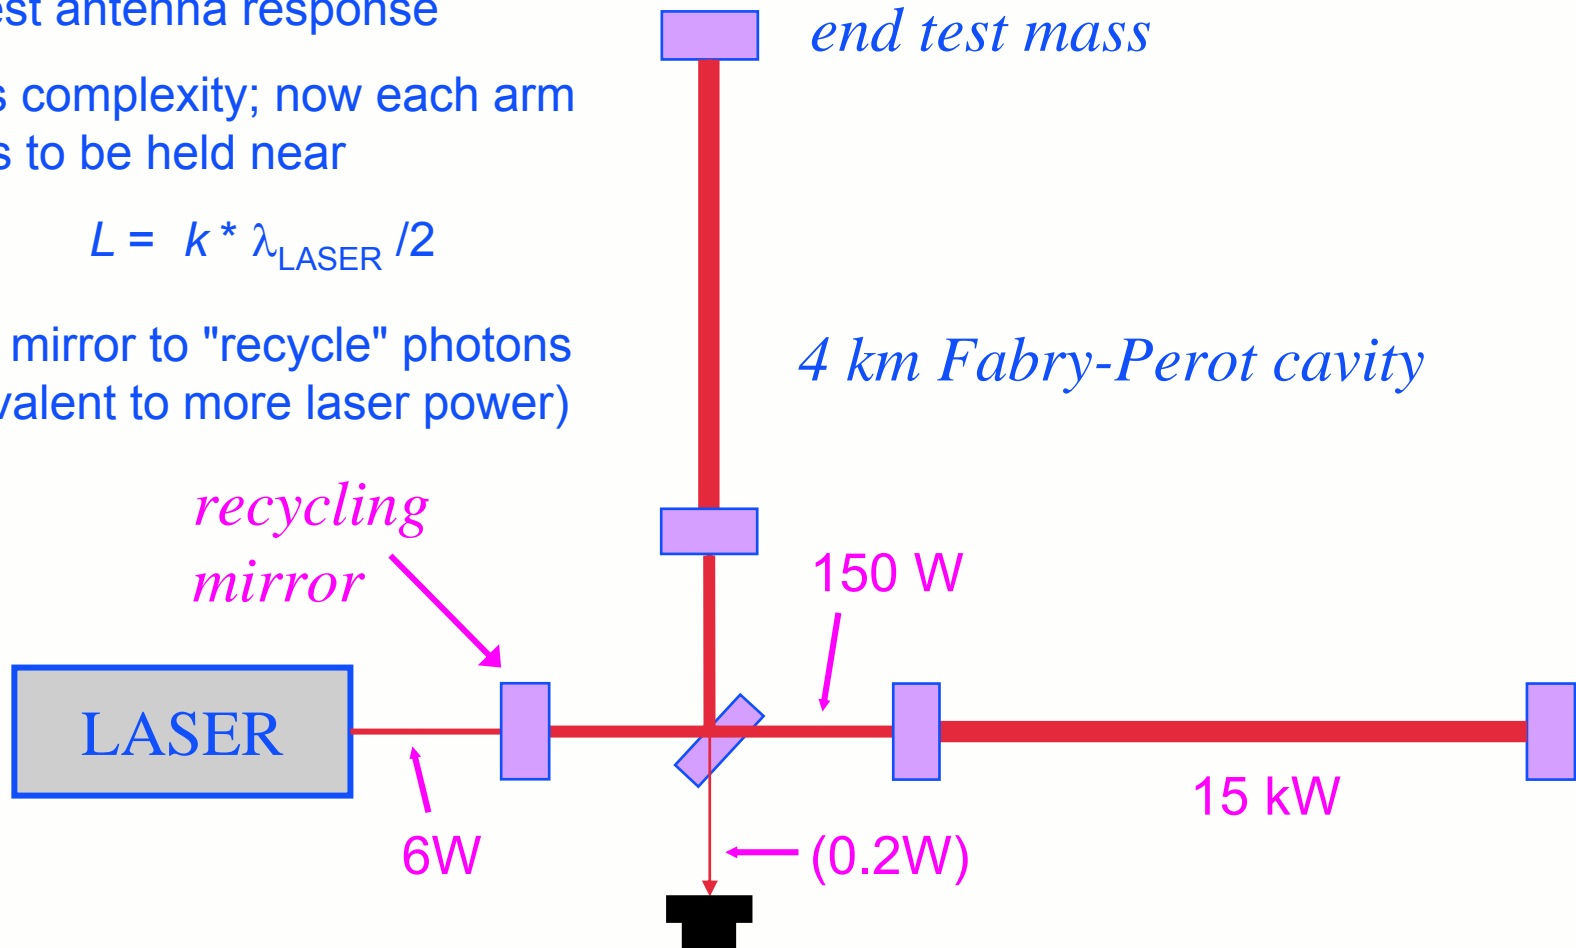 est antenna response
s complexity; now each arm
s to be held near
L = k * λLASER /2
mirror to "recycle" photons
valent to more laser power)
end test mass
4 km Fabry-Perot cavity
recycling
mirror
150 W
LASER
15 kW
6W
(0.2W)